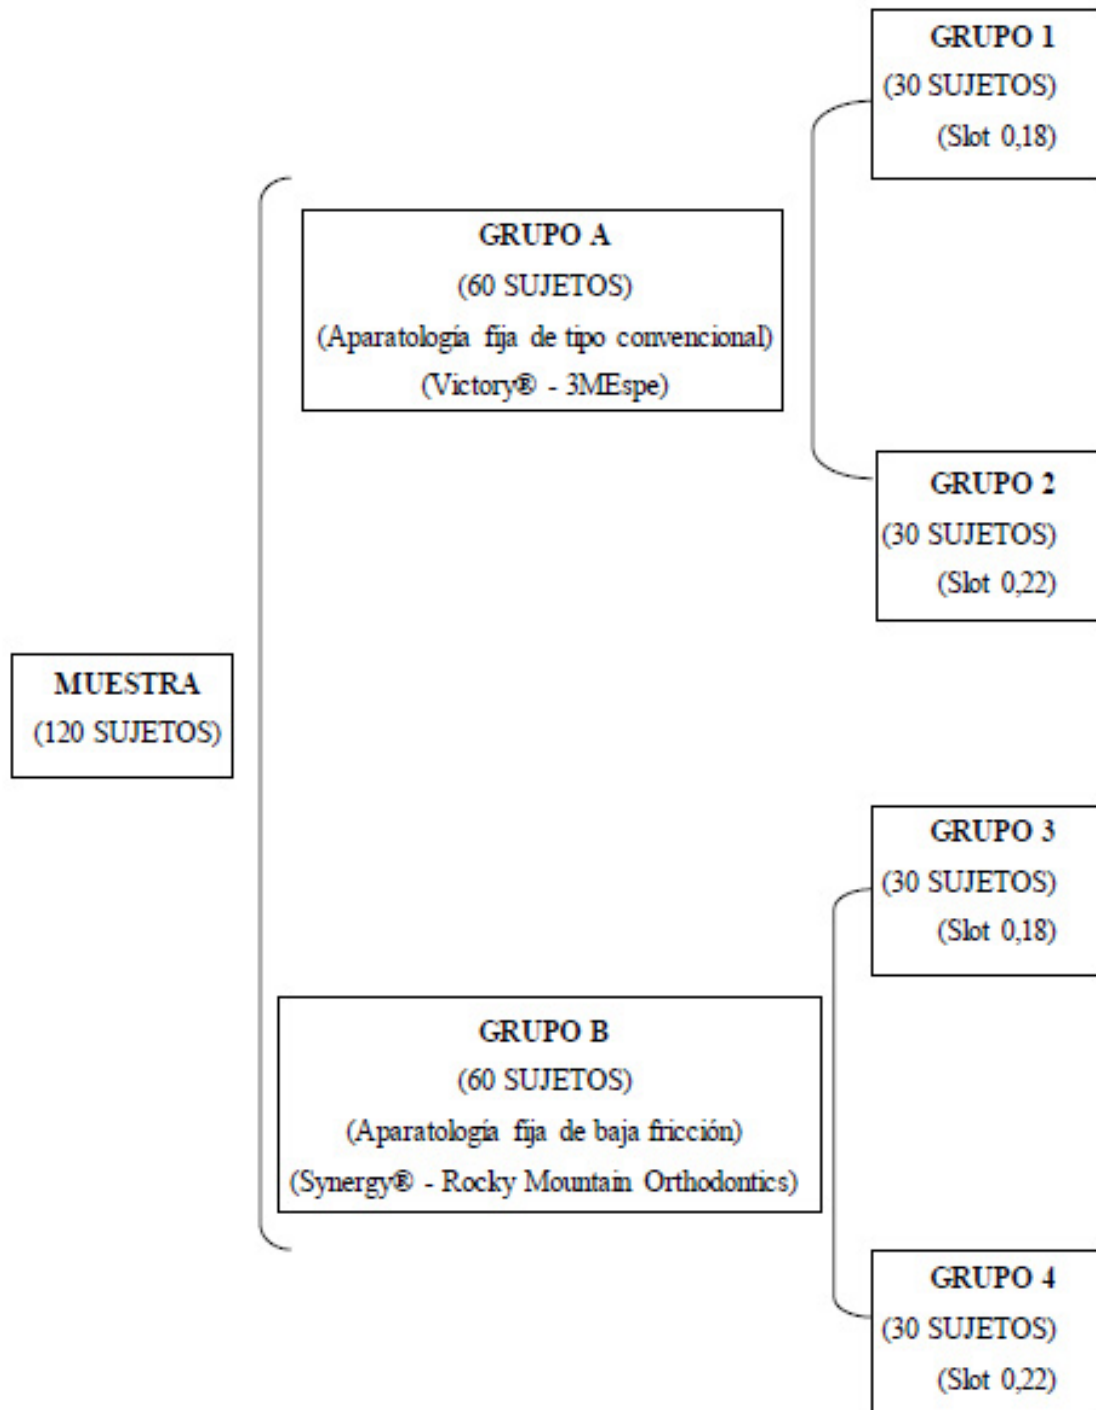 MUESTRA
(120 SUJETOS)
GRUPO A
(60 SUJETOS)
(Aparatología fija de tipo convencional)
(Victory® - 3MEspe)
GRUPO 1
(30 SUJETOS)
(Slot 0,18)
GRUPO 2
(30 SUJETOS)
(Slot 0,22)
GRUPO B
(60 SUJETOS)
(Aparatología fija de baja fricción)
(Synergy® - Rocky Mountain Orthodontics)
GRUPO 3
(30 SUJETOS)
(Slot 0,18)
GRUPO 4
(30 SUJETOS)
(Slot 0,22)